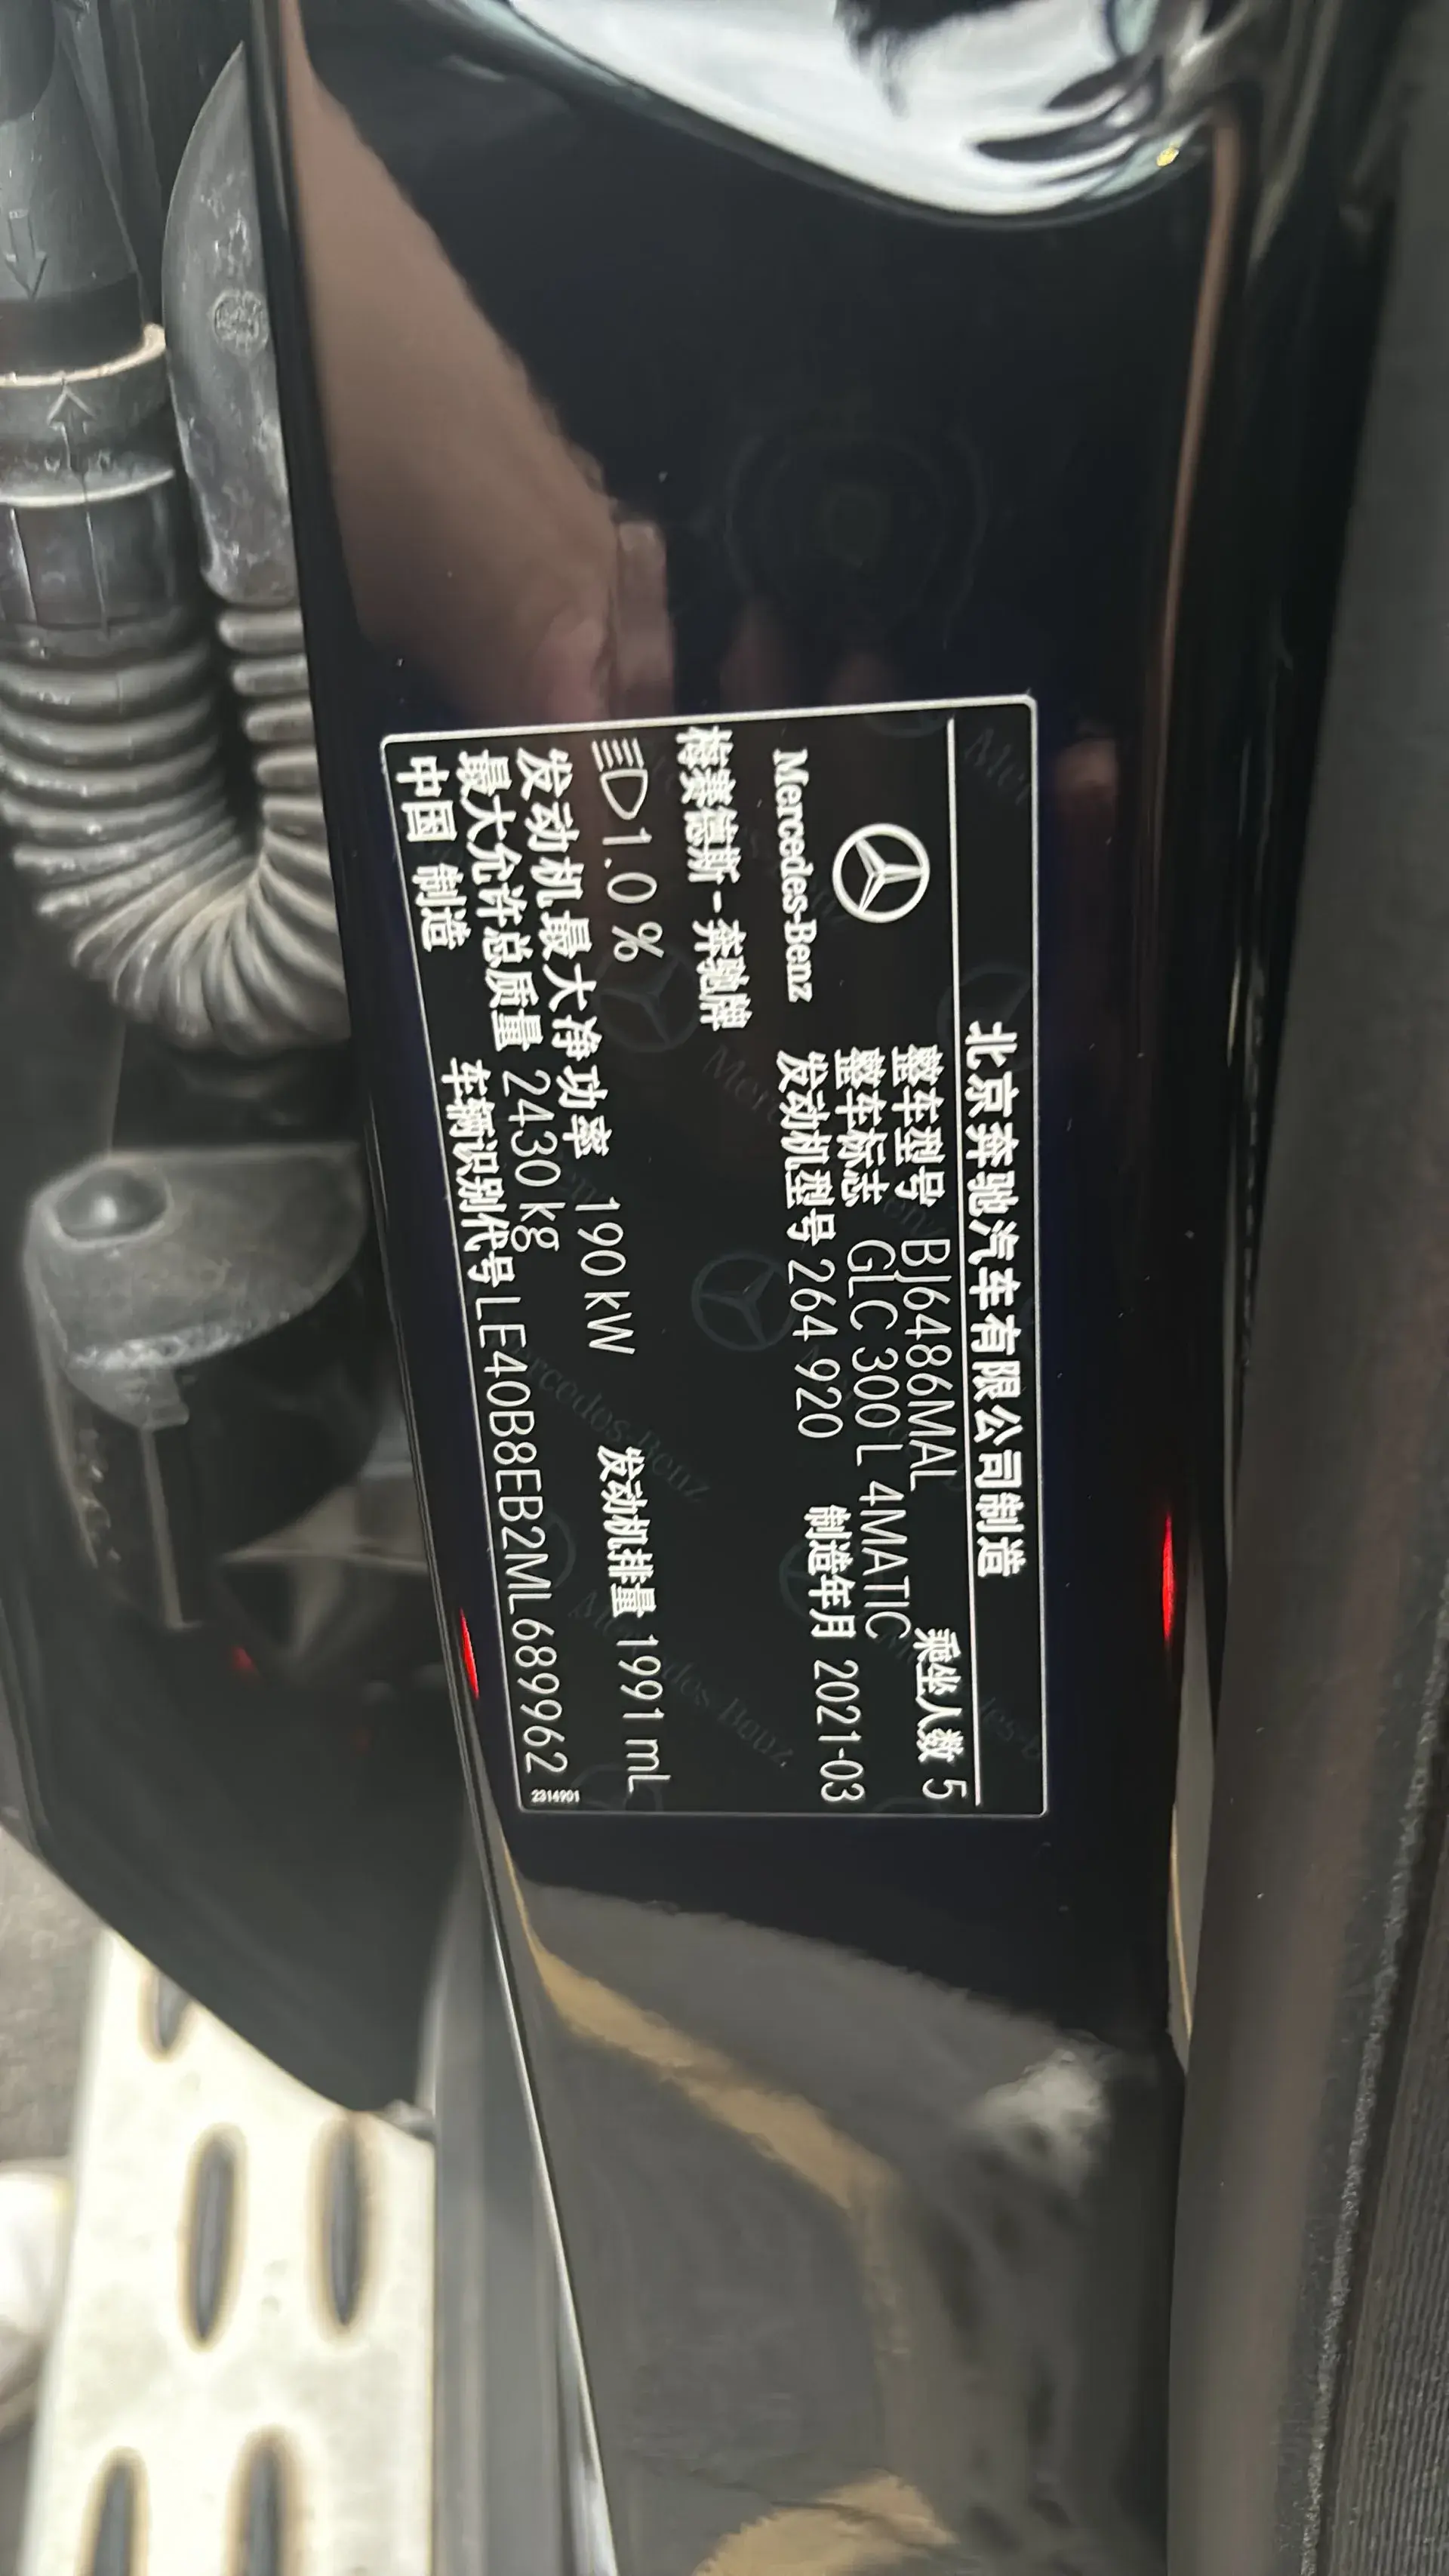 北京奔驰汽车有限公司制造
Mercedes-Benz
整车型号 BJ6486MAL 乘坐人数 5
整车标志 GLC 300 L 4MATIC
发动机型号 264 920 制造年月 2021-03
梅赛德斯-奔驰牌
1.0 %
发动机最大净功率 190 kW 发动机排量 1991 mL
最大允许总质量 2430 kg
中国 制造 车辆识别代号 LE40B8EB2ML689962
2314901